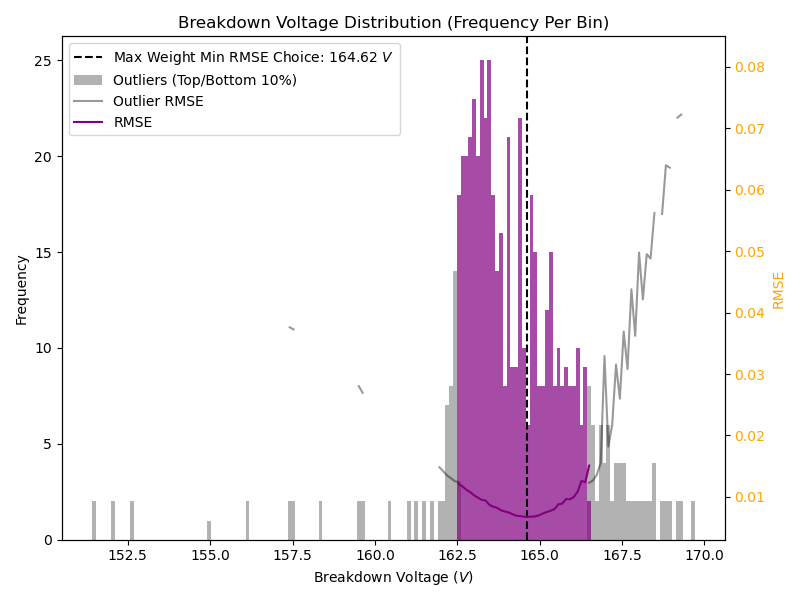 Breakdown Voltage Distribution (Frequency Per Bin)
Max Weight Min RMSE Choice: 164.62 V
Outliers (Top/Bottom 10%)
Outlier RMSE
RMSE
Frequency
25
20
15
10
5
0
0.08
0.07
0.06
0.05
0.04
0.03
0.02
0.01
RMSE
152.5 155.0 157.5 160.0 162.5 165.0 167.5 170.0
Breakdown Voltage (V)